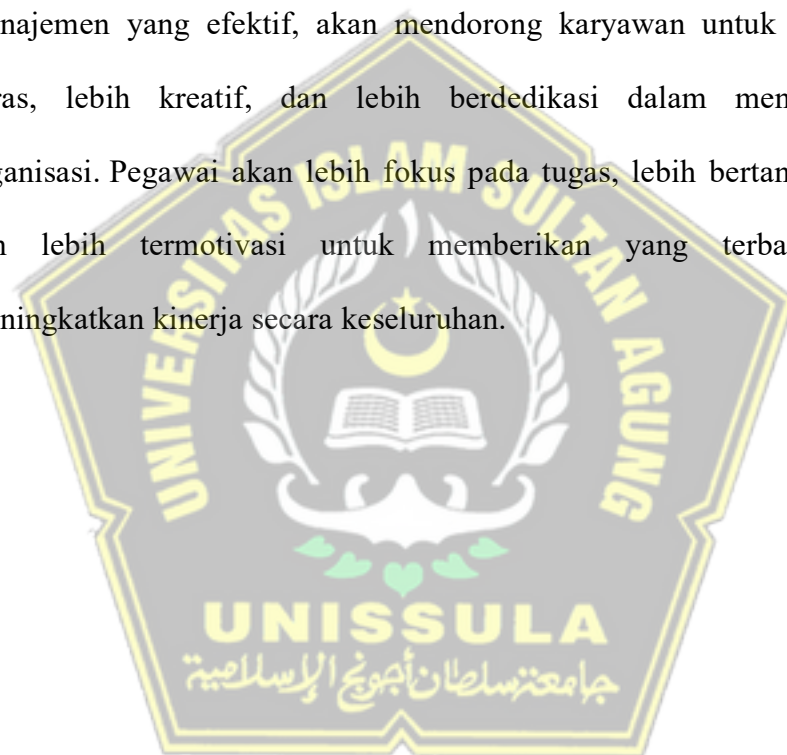 najemen yang efektif, akan mendorong karyawan untuk
ras, lebih kreatif, dan lebih berdedikasi dalam men
ganisasi. Pegawai akan lebih fokus pada tugas, lebih bertan
n lebih termotivasi untuk memberikan yang terba
ningkatkan kinerja secara keseluruhan.
UNIVERSITAS ISLAM SULTAN AGUNG
UNISSULA
جامعة سلطان أجونج الإسلامية